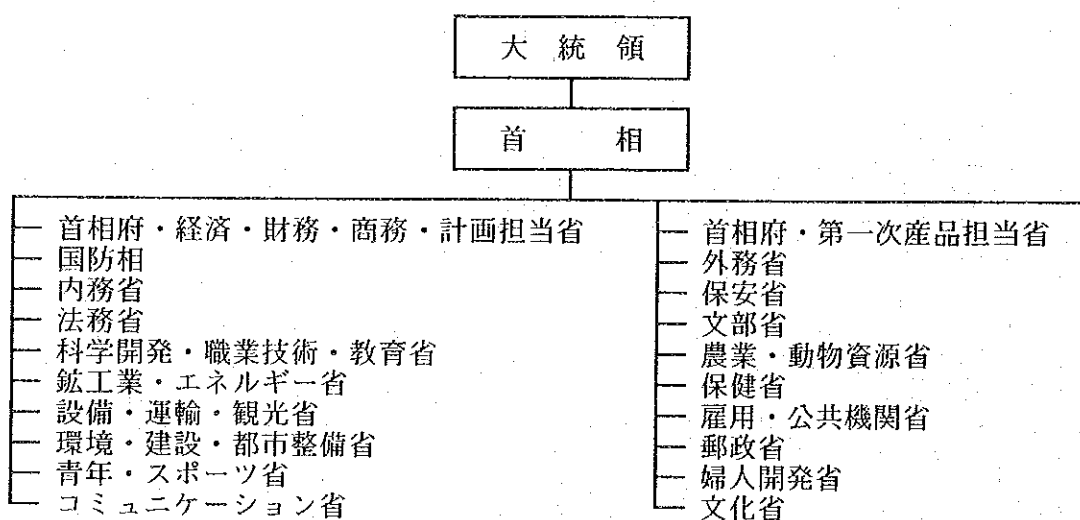 大統領
首相
首相府・経済・財務・商務・計画担当省
国防相
内務省
法務省
科学開発・職業技術・教育省
鉱工業・エネルギー省
設備・運輸・観光省
環境・建設・都市整備省
青年・スポーツ省
コミュニケーション省
首相府・第一次産品担当省
外務省
保安省
文部省
農業・動物資源省
保健省
雇用・公共機関省
郵政省
婦人開発省
文化省